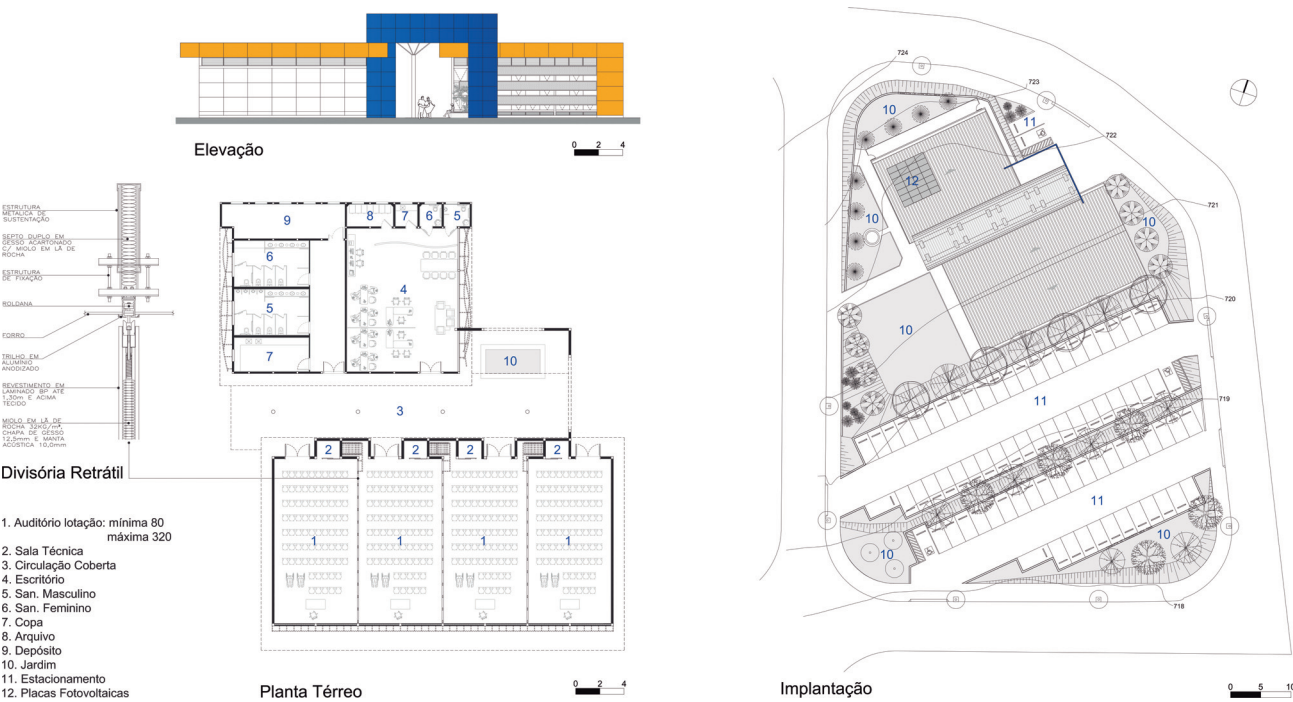 Elevação
0 2 4
ESTRUTURA
METÁLICA DE
SUSTENTAÇÃO
SEPTO DUPLO EM
GESSO ACARTONADO
C/ MIOLO EM LÃ DE
ROCHA
ESTRUTURA
DE FIXAÇÃO
ROLDANA
FORRO
TRILHO EM
ALUMÍNIO
ANODIZADO
REVESTIMENTO EM
LAMINADO BP ATÉ
1,30m E ACIMA
TECIDO
MIOLO EM LÃ DE
ROCHA 32KG/m³,
CHAPA DE GESSO
12,5mm E MANTA
ACÚSTICA 10,0mm
Divisória Retrátil
1. Auditório lotação: mínima 80
máxima 320
2. Sala Técnica
3. Circulação Coberta
4. Escritório
5. San. Masculino
6. San. Feminino
7. Copa
8. Arquivo
9. Depósito
10. Jardim
11. Estacionamento
12. Placas Fotovoltaicas
9 8 7 6 5
6
4
5
7
10
3
2 2 2 2
1 1 1 1
Planta Térreo
0 2 4
724
723
10
11
722
12
721
10
10
720
10
11
719
11
10
10
718
Implantação
0 5 10